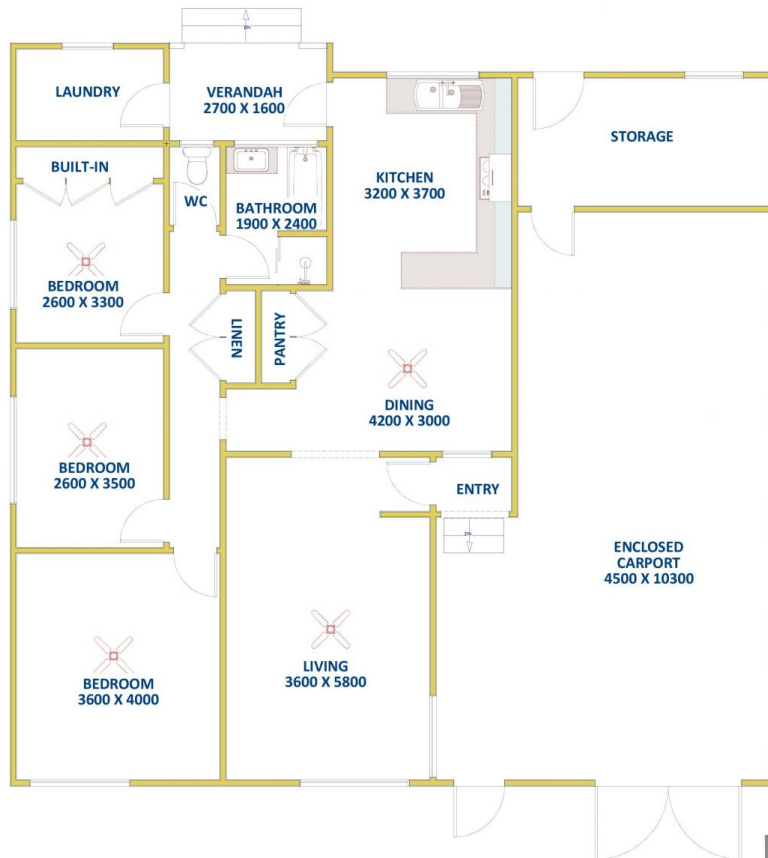 LAUNDRY
VERANDAH
2700 X 1600
STORAGE
BUILT-IN
WC
KITCHEN
3200 X 3700
BATHROOM
1900 X 2400
BEDROOM
2600 X 3300
LINEN
PANTRY
DINING
4200 X 3000
BEDROOM
2600 X 3500
ENTRY
ENCLOSED
CARPORT
4500 X 10300
LIVING
3600 X 5800
BEDROOM
3600 X 4000